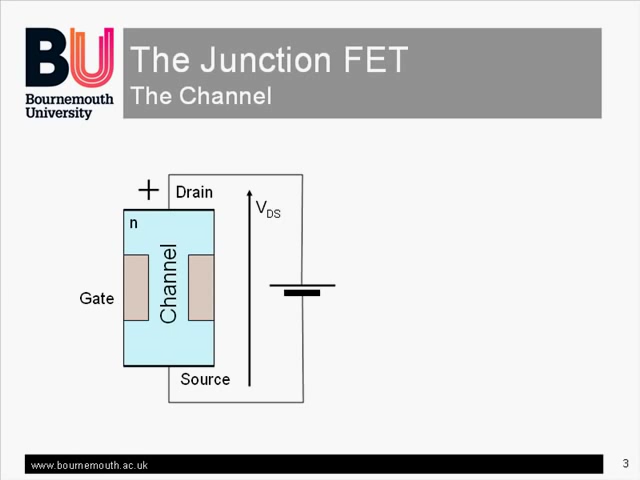 BU
Bournemouth
University
The Junction FET
The Channel
+
Drain
n
VDS
Channel
Gate
Source
www.bournemouth.ac.uk
3